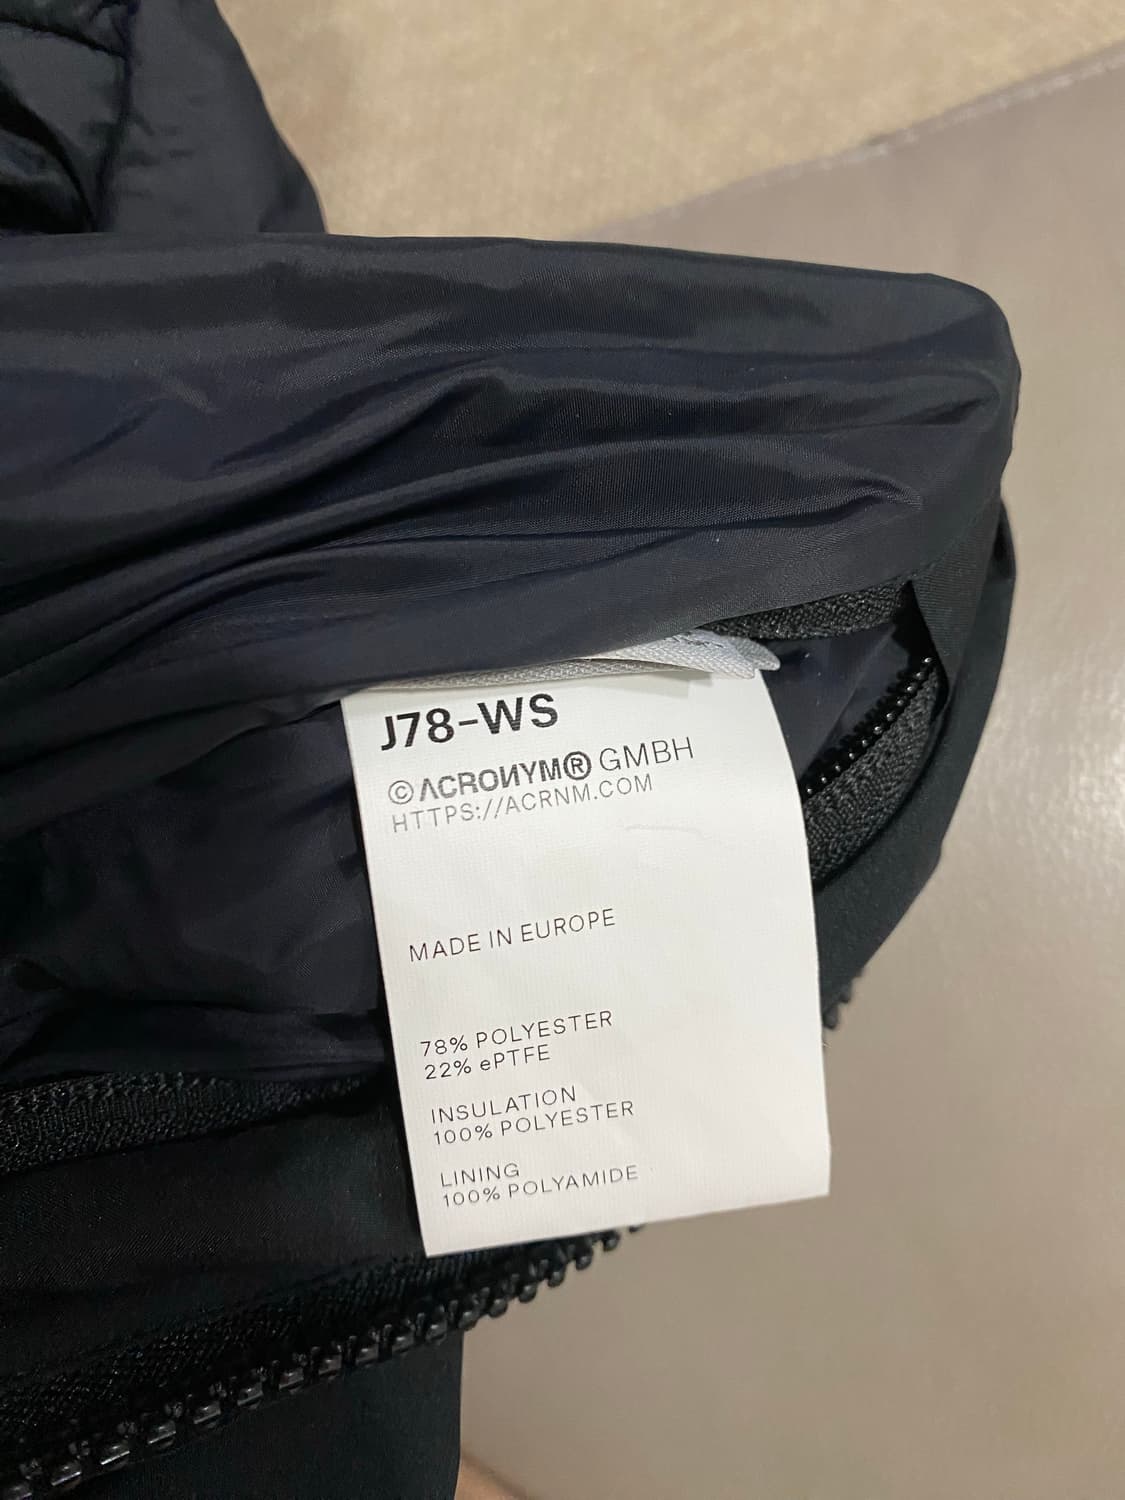 J78-WS
© ACRONYM® GMBH
HTTPS://ACRNM.COM
MADE IN EUROPE
78% POLYESTER
22% ePTFE
INSULATION
100% POLYESTER
LINING
100% POLYAMIDE